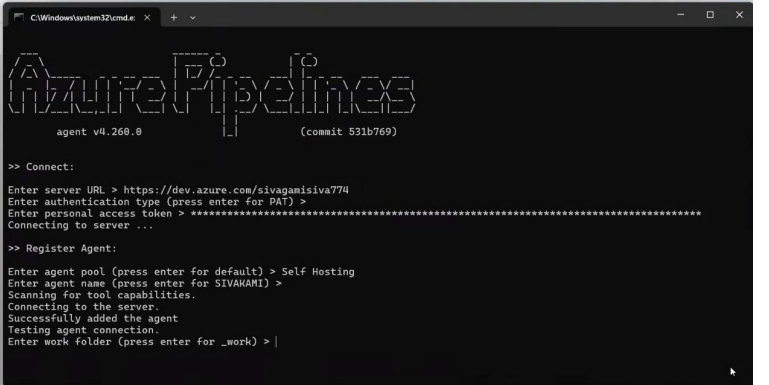 C:\Windows\system32\cmd.e:
Azure Pipelines
agent v4.260.0 (commit 531b769)
>> Connect:
Enter server URL > https://dev.azure.com/sivagamisiva774
Enter authentication type (press enter for PAT) >
Enter personal access token > ************************************************************************************
Connecting to server ...
>> Register Agent:
Enter agent pool (press enter for default) > Self Hosting
Enter agent name (press enter for SIVAKAMI) >
Scanning for tool capabilities.
Connecting to the server.
Successfully added the agent
Testing agent connection.
Enter work folder (press enter for _work) >